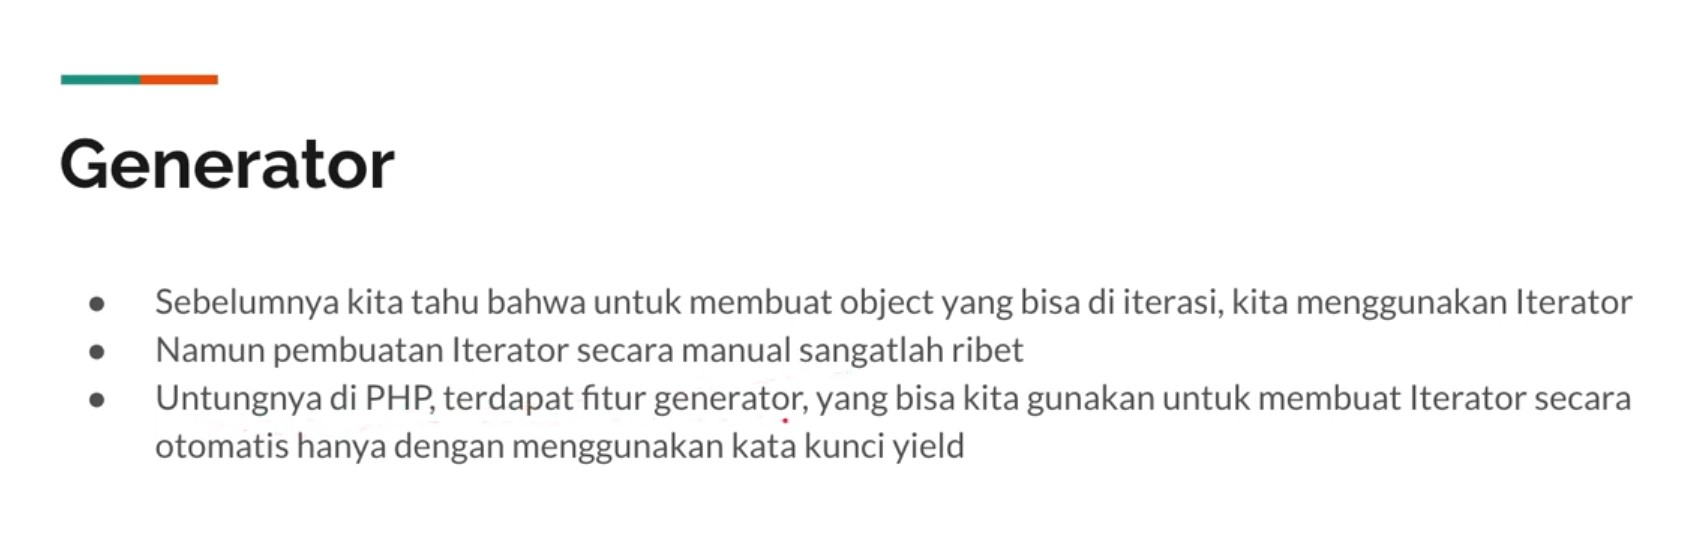 Generator
● Sebelumnya kita tahu bahwa untuk membuat object yang bisa di iterasi, kita menggunakan Iterator
● Namun pembuatan Iterator secara manual sangatlah ribet
● Untungnya di PHP, terdapat fitur generator, yang bisa kita gunakan untuk membuat Iterator secara
otomatis hanya dengan menggunakan kata kunci yield